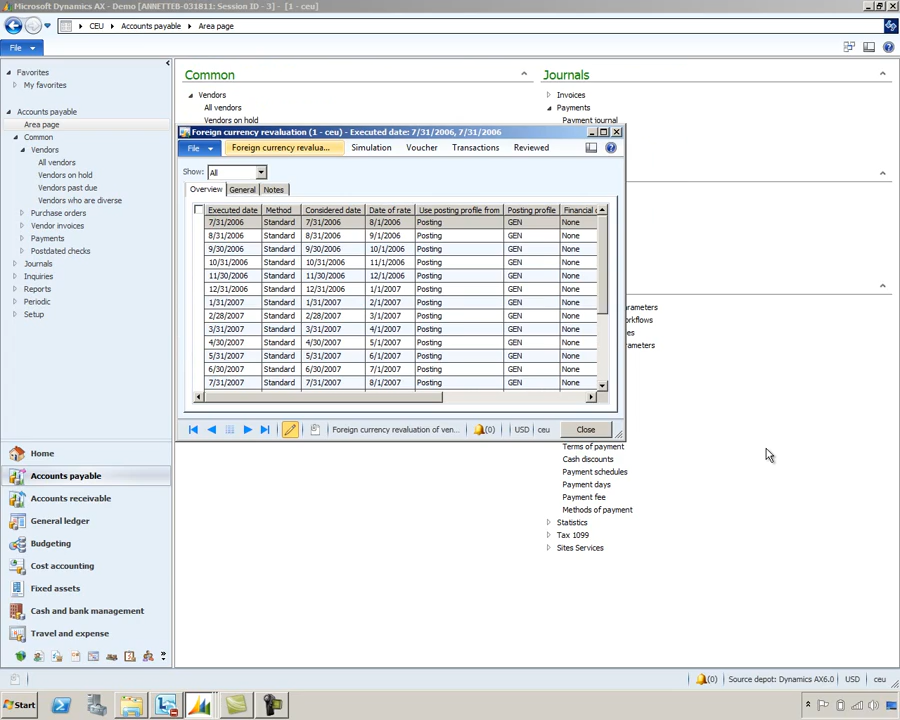 Microsoft Dynamics AX - Demo [ANNETTEB-031811: Session ID - 3] - [1 - ceu]
CEU ▸ Accounts payable ▸ Area page
File
Favorites
My favorites
Accounts payable
Area page
Common
Vendors
All vendors
Vendors on hold
Vendors past due
Vendors who are diverse
Purchase orders
Vendor invoices
Payments
Postdated checks
Journals
Inquiries
Reports
Periodic
Setup
Home
Accounts payable
Accounts receivable
General ledger
Budgeting
Cost accounting
Fixed assets
Cash and bank management
Travel and expense
Common
Vendors
All vendors
Vendors on hold
Journals
Invoices
Payments
Payment journal
Foreign currency revaluation (1 - ceu) - Executed date: 7/31/2006, 7/31/2006
File Foreign currency revalua... Simulation Voucher Transactions Reviewed
Show: All
Overview General Notes
Executed date Method Considered date Date of rate Use posting profile from Posting profile Financial
7/31/2006 Standard 7/31/2006 8/1/2006 Posting GEN None
8/31/2006 Standard 8/31/2006 9/1/2006 Posting GEN None
9/30/2006 Standard 9/30/2006 10/1/2006 Posting GEN None
10/31/2006 Standard 10/31/2006 11/1/2006 Posting GEN None
11/30/2006 Standard 11/30/2006 12/1/2006 Posting GEN None
12/31/2006 Standard 12/31/2006 1/1/2007 Posting GEN None
1/31/2007 Standard 1/31/2007 2/1/2007 Posting GEN None
2/28/2007 Standard 2/28/2007 3/1/2007 Posting GEN None
3/31/2007 Standard 3/31/2007 4/1/2007 Posting GEN None
4/30/2007 Standard 4/30/2007 5/1/2007 Posting GEN None
5/31/2007 Standard 5/31/2007 6/1/2007 Posting GEN None
6/30/2007 Standard 6/30/2007 7/1/2007 Posting GEN None
7/31/2007 Standard 7/31/2007 8/1/2007 Posting GEN None
Foreign currency revaluation of ven... (0) USD ceu Close
rameters
orkflows
es
arameters
Terms of payment
Cash discounts
Payment schedules
Payment days
Payment fee
Methods of payment
Statistics
Tax 1099
Sites Services
(0) Source depot: Dynamics AX6.0 USD ceu
Start